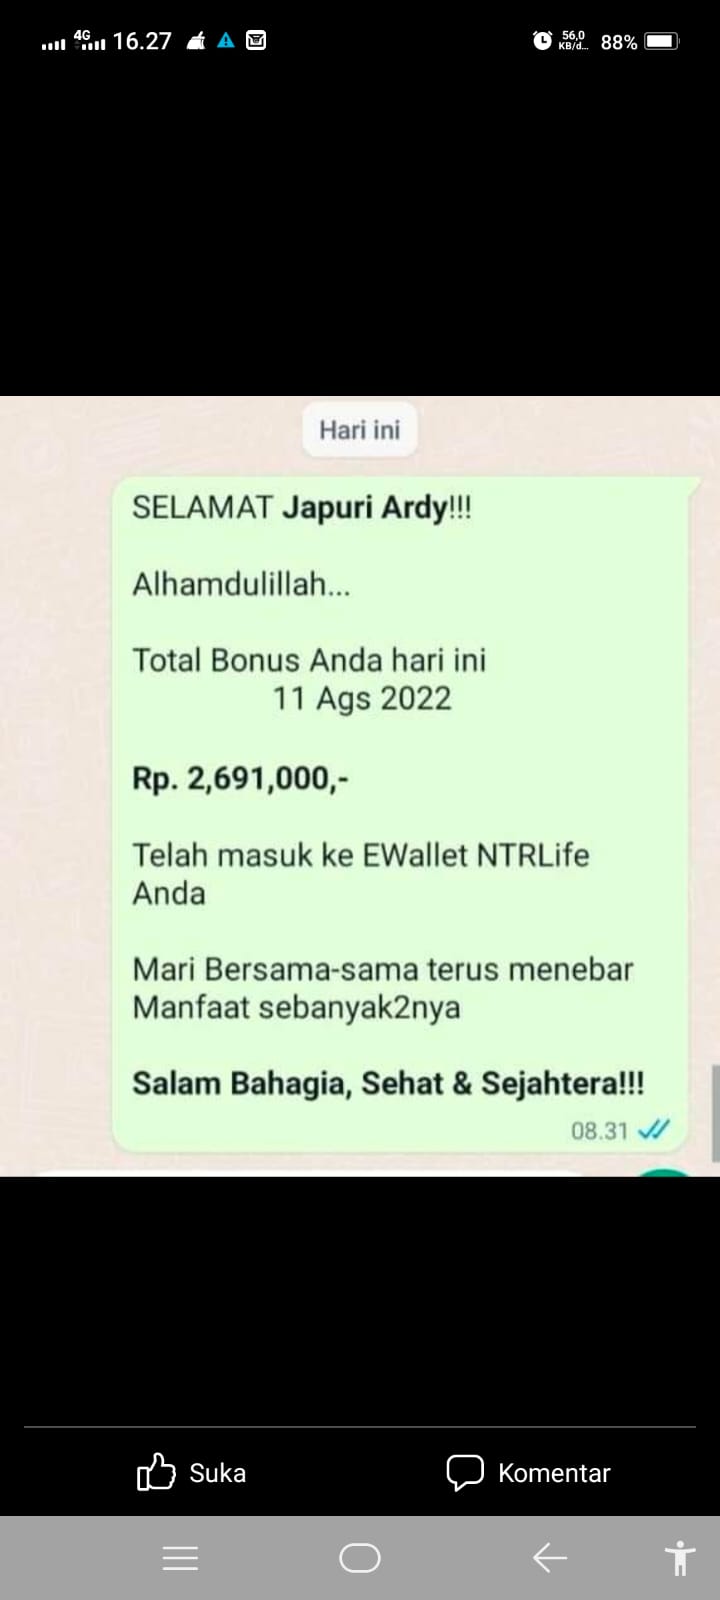 4G 16.27 56,0 KB/d... 88%
Hari ini
SELAMAT Japuri Ardy!!!
Alhamdulillah...
Total Bonus Anda hari ini
11 Ags 2022
Rp. 2,691,000,-
Telah masuk ke EWallet NTRLife
Anda
Mari Bersama-sama terus menebar
Manfaat sebanyak2nya
Salam Bahagia, Sehat & Sejahtera!!!
08.31
Suka Komentar